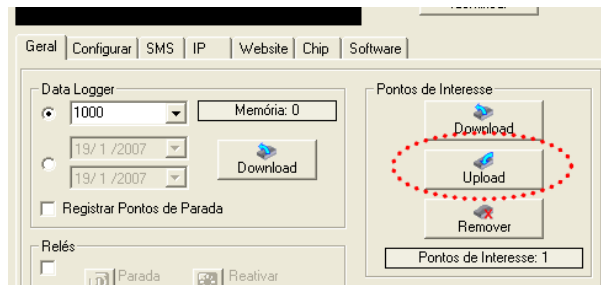 Geral Configurar SMS IP Website Chip Software
Data Logger
1000 Memória: 0
19/ 1 /2007
19/ 1 /2007
Download
Registrar Pontos de Parada
Relés
Parada Reativar
Pontos de Interesse
Download
Upload
Remover
Pontos de Interesse: 1